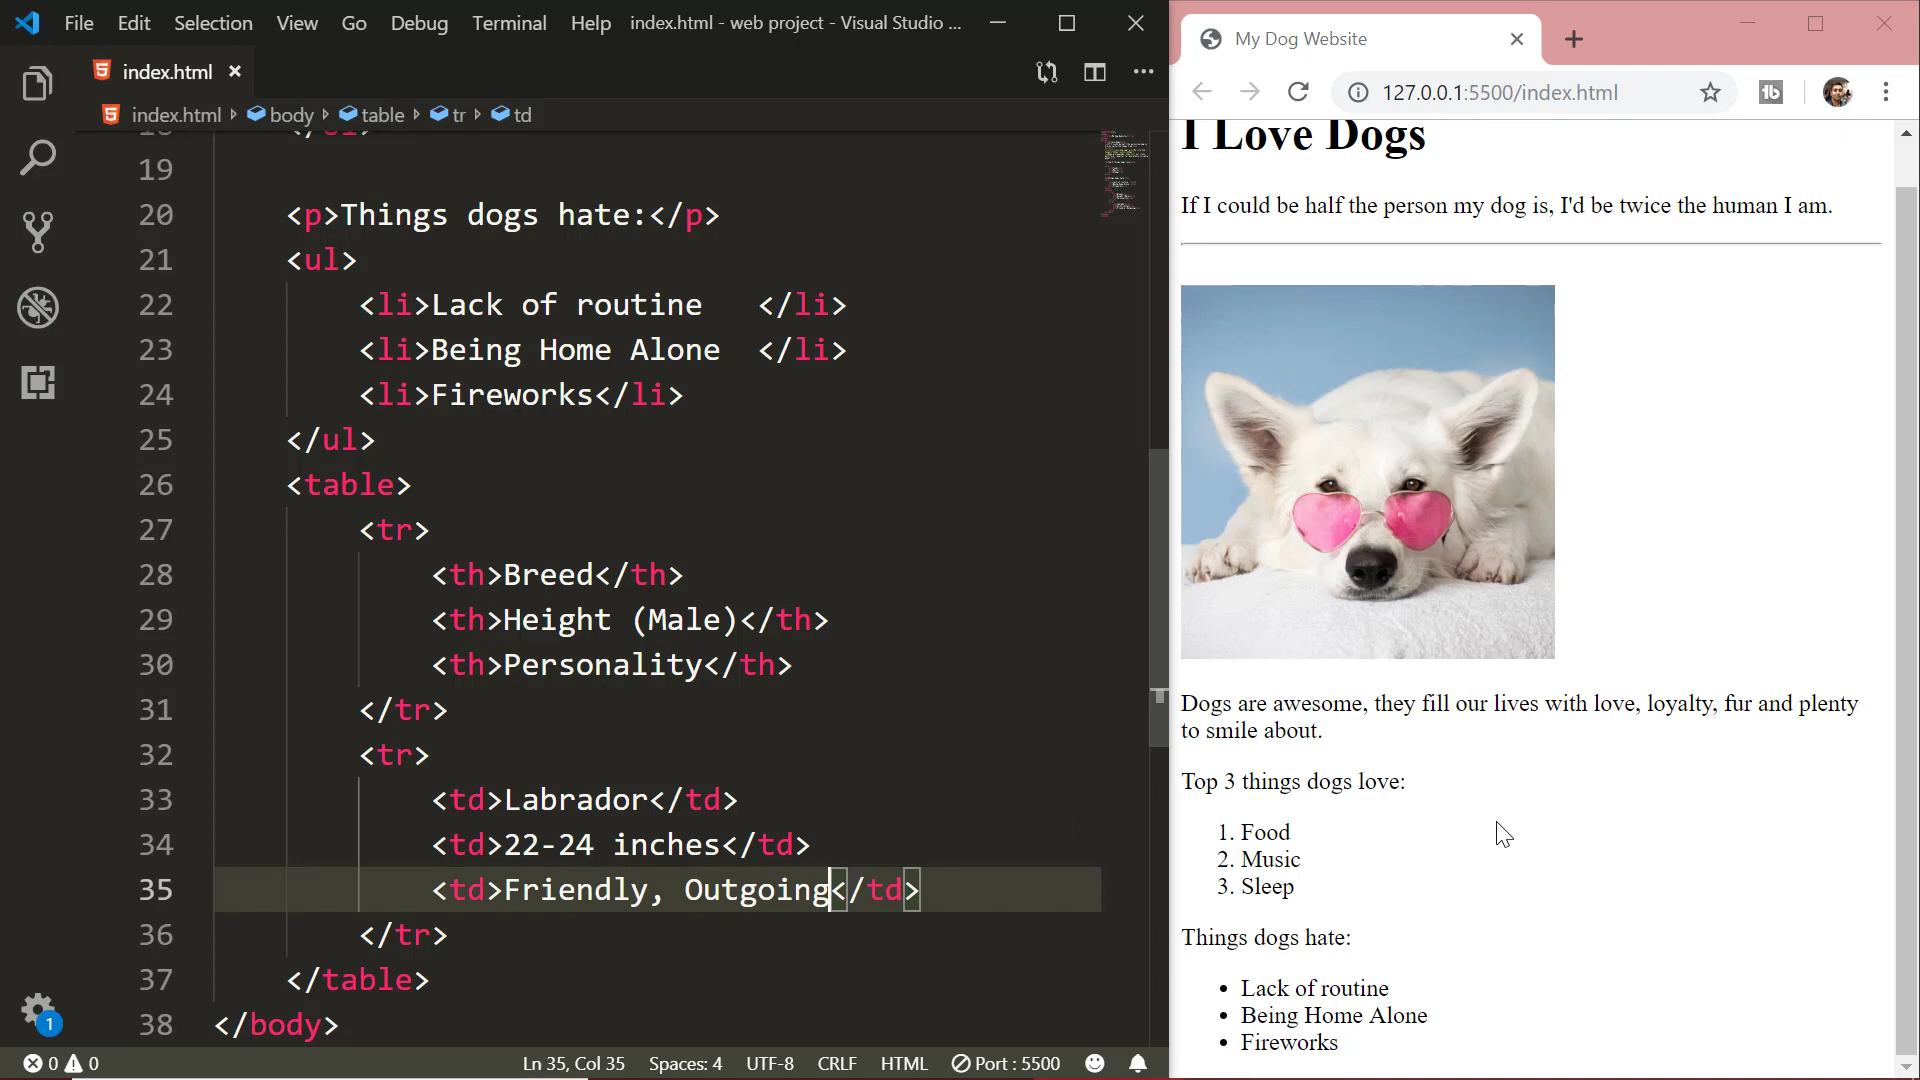 File Edit Selection View Go Debug Terminal Help index.html - web project - Visual Studio ...
index.html
index.html body table tr td
19
20 <p>Things dogs hate:</p>
21 <ul>
22 <li>Lack of routine   </li>
23 <li>Being Home Alone  </li>
24 <li>Fireworks</li>
25 </ul>
26 <table>
27 <tr>
28 <th>Breed</th>
29 <th>Height (Male)</th>
30 <th>Personality</th>
31 </tr>
32 <tr>
33 <td>Labrador</td>
34 <td>22-24 inches</td>
35 <td>Friendly, Outgoing</td>
36 </tr>
37 </table>
38 </body>
1
0 0 Ln 35, Col 35 Spaces: 4 UTF-8 CRLF HTML Port : 5500
My Dog Website
127.0.0.1:5500/index.html
I Love Dogs
If I could be half the person my dog is, I'd be twice the human I am.
Dogs are awesome, they fill our lives with love, loyalty, fur and plenty
to smile about.
Top 3 things dogs love:
1. Food
2. Music
3. Sleep
Things dogs hate:
• Lack of routine
• Being Home Alone
• Fireworks